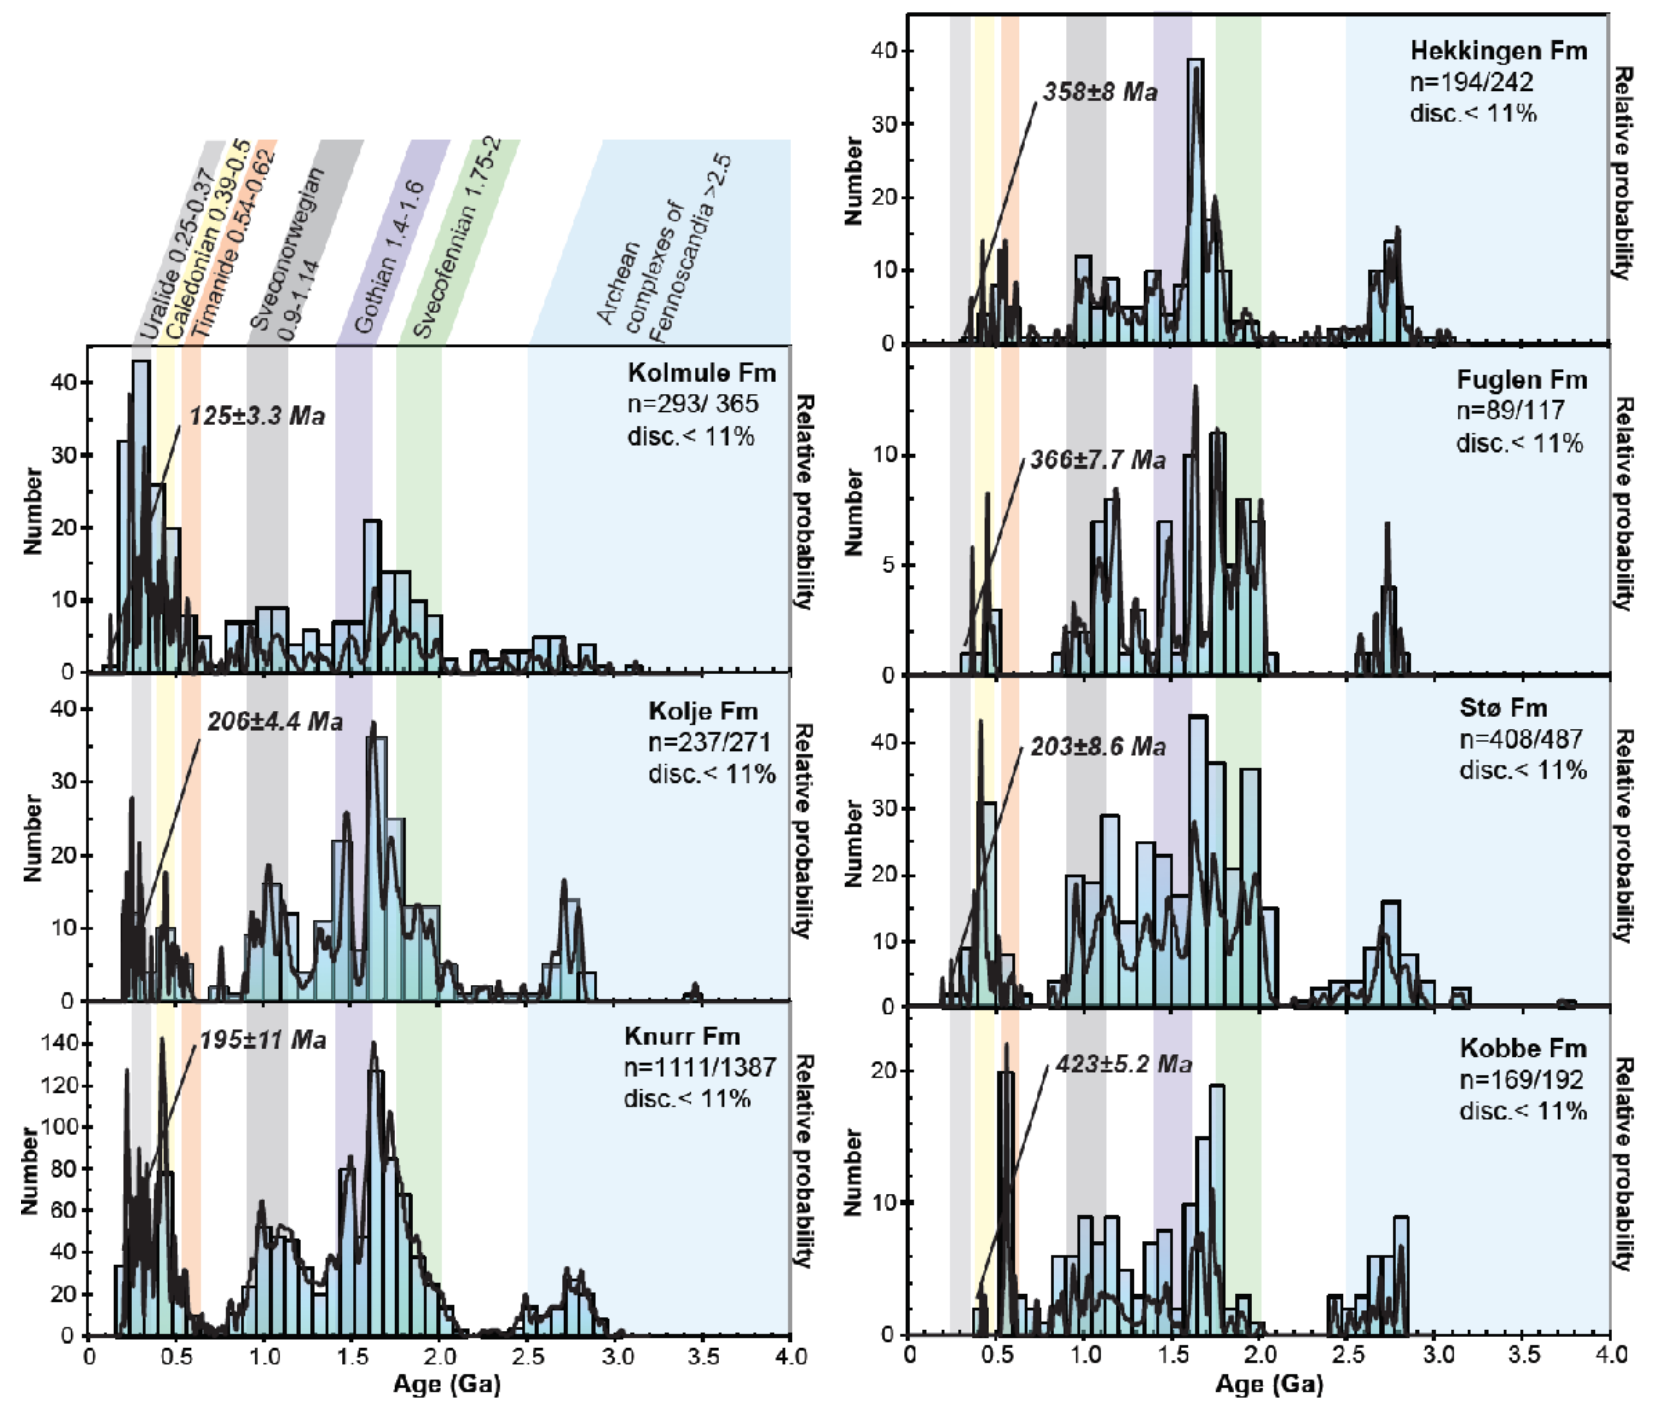 Uralide 0.25-0.37
Caledonian 0.39-0.5
Timanide 0.54-0.62
Sveconorwegian
0.9-1.14
Gothian 1.4-1.6
Svecofennian 1.75-2
Archean
complexes of
Fennoscandia >2.5
Kolmule Fm
n=293/ 365
disc.< 11%
125±3.3 Ma
Number
Relative probability
40
30
20
10
0
Kolje Fm
n=237/271
disc.< 11%
206±4.4 Ma
Number
Relative probability
40
30
20
10
0
Knurr Fm
n=1111/1387
disc.< 11%
195±11 Ma
Number
Relative probability
140
120
100
80
60
40
20
0
0 0.5 1.0 1.5 2.0 2.5 3.0 3.5 4.0
Age (Ga)
Hekkingen Fm
n=194/242
disc.< 11%
358±8 Ma
Number
Relative probability
40
30
20
10
0
Fuglen Fm
n=89/117
disc.< 11%
366±7.7 Ma
Number
Relative probability
10
5
0
Stø Fm
n=408/487
disc.< 11%
203±8.6 Ma
Number
Relative probability
40
30
20
10
0
Kobbe Fm
n=169/192
disc.< 11%
423±5.2 Ma
Number
Relative probability
20
10
0
0 0.5 1.0 1.5 2.0 2.5 3.0 3.5 4.0
Age (Ga)